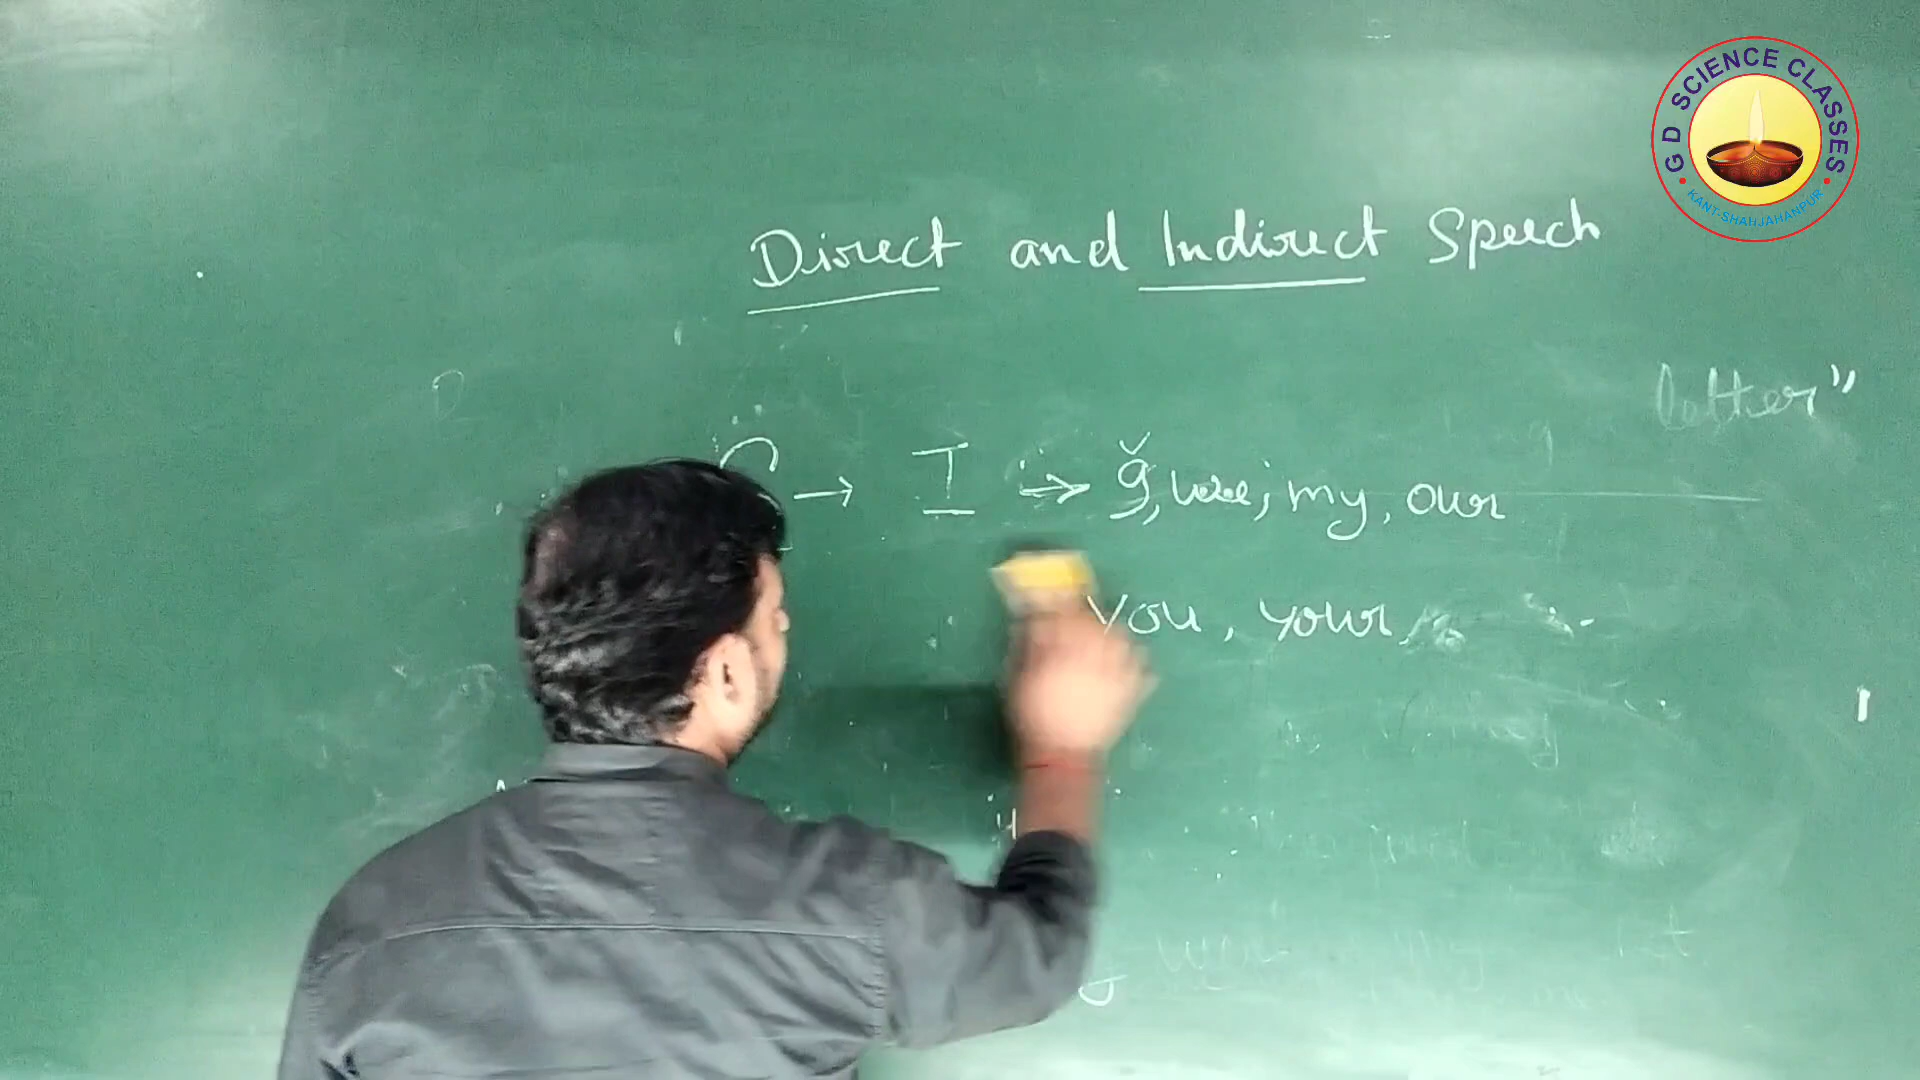 G D SCIENCE CLASSES
KANT-SHAHJAHANPUR
Direct and Indirect Speech
letter"
S → I → I, we, my, our
You, your